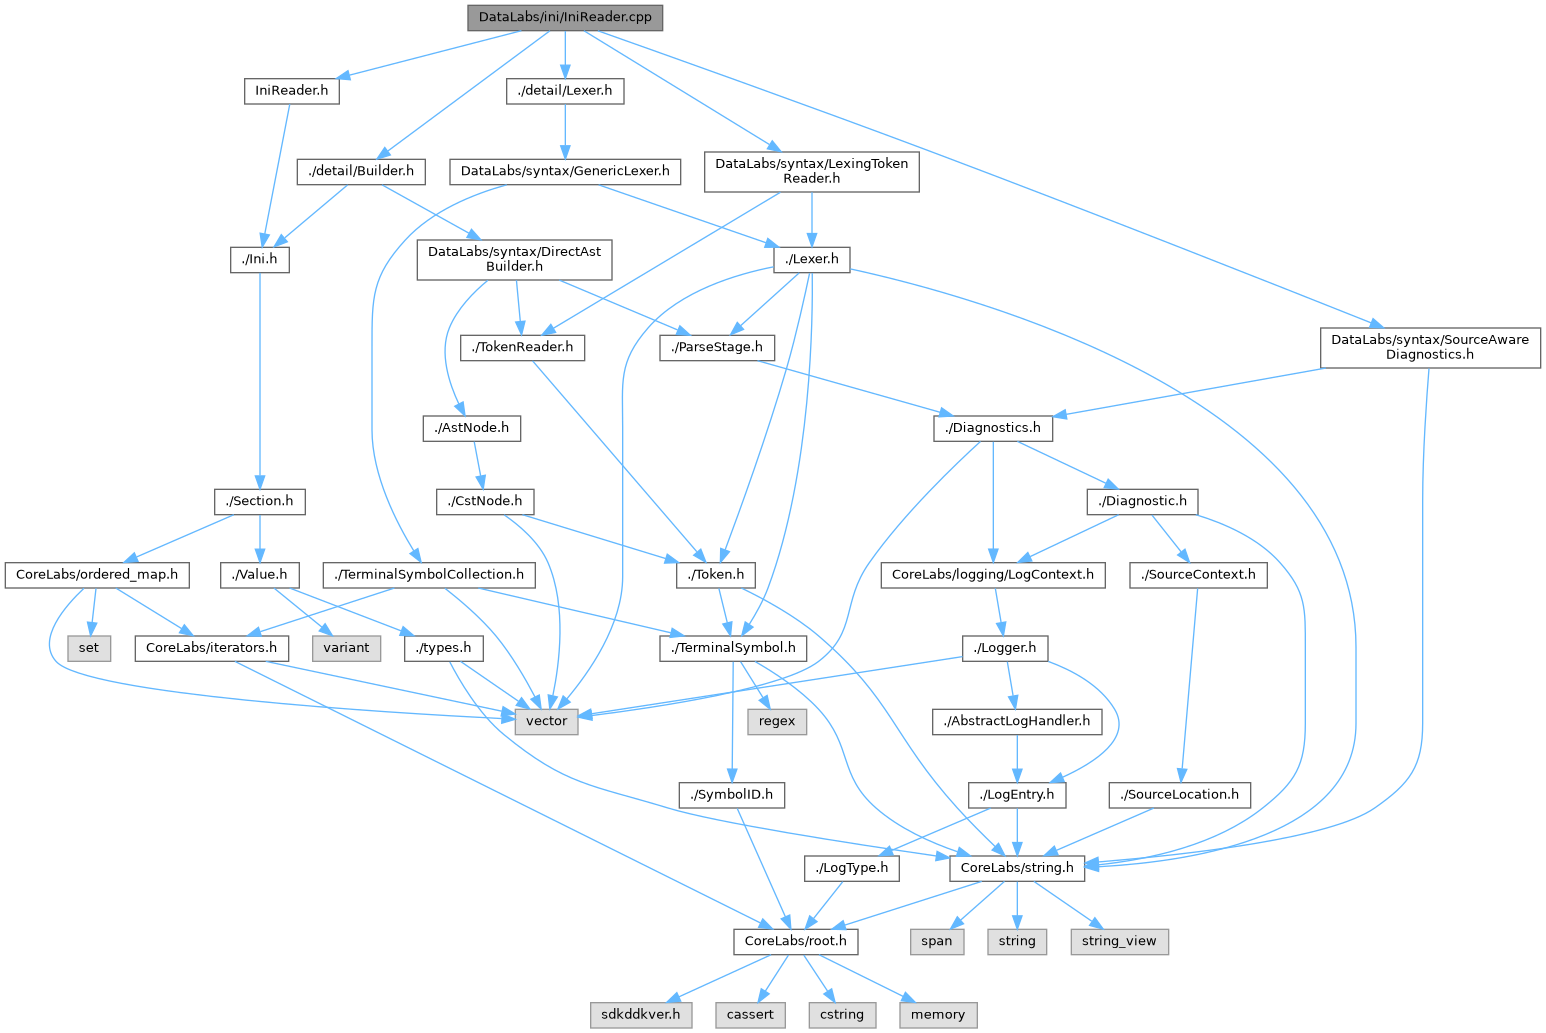 DataLabs/ini/IniReader.cpp
IniReader.h
./detail/Lexer.h
./detail/Builder.h
DataLabs/syntax/GenericLexer.h
DataLabs/syntax/LexingToken
Reader.h
./Ini.h
DataLabs/syntax/DirectAst
Builder.h
./Lexer.h
./TokenReader.h
./ParseStage.h
DataLabs/syntax/SourceAware
Diagnostics.h
./AstNode.h
./Diagnostics.h
./Section.h
./CstNode.h
./Diagnostic.h
CoreLabs/ordered_map.h
./Value.h
./TerminalSymbolCollection.h
./Token.h
CoreLabs/logging/LogContext.h
./SourceContext.h
set
CoreLabs/iterators.h
variant
./types.h
./TerminalSymbol.h
./Logger.h
vector
regex
./AbstractLogHandler.h
./SymbolID.h
./LogEntry.h
./SourceLocation.h
./LogType.h
CoreLabs/string.h
CoreLabs/root.h
span
string
string_view
sdkddkver.h
cassert
cstring
memory